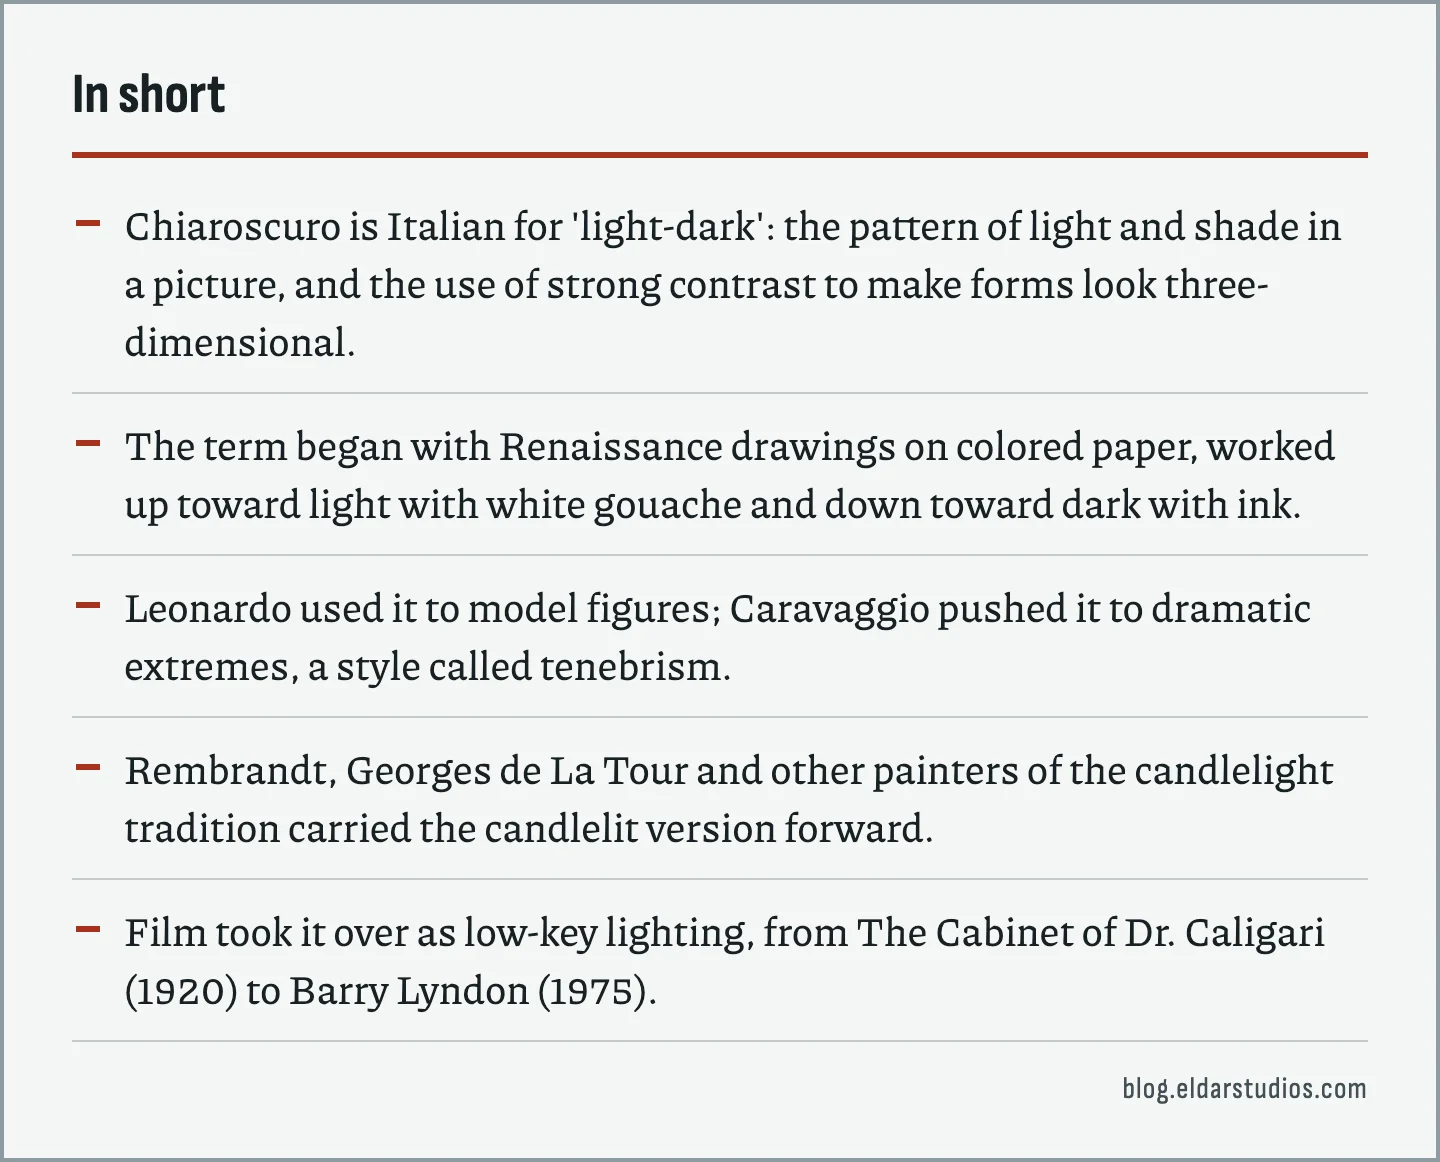 In short
– Chiaroscuro is Italian for 'light-dark': the pattern of light and shade in
a picture, and the use of strong contrast to make forms look three-
dimensional.
– The term began with Renaissance drawings on colored paper, worked
up toward light with white gouache and down toward dark with ink.
– Leonardo used it to model figures; Caravaggio pushed it to dramatic
extremes, a style called tenebrism.
– Rembrandt, Georges de La Tour and other painters of the candlelight
tradition carried the candlelit version forward.
– Film took it over as low-key lighting, from The Cabinet of Dr. Caligari
(1920) to Barry Lyndon (1975).
blog.eldarstudios.com